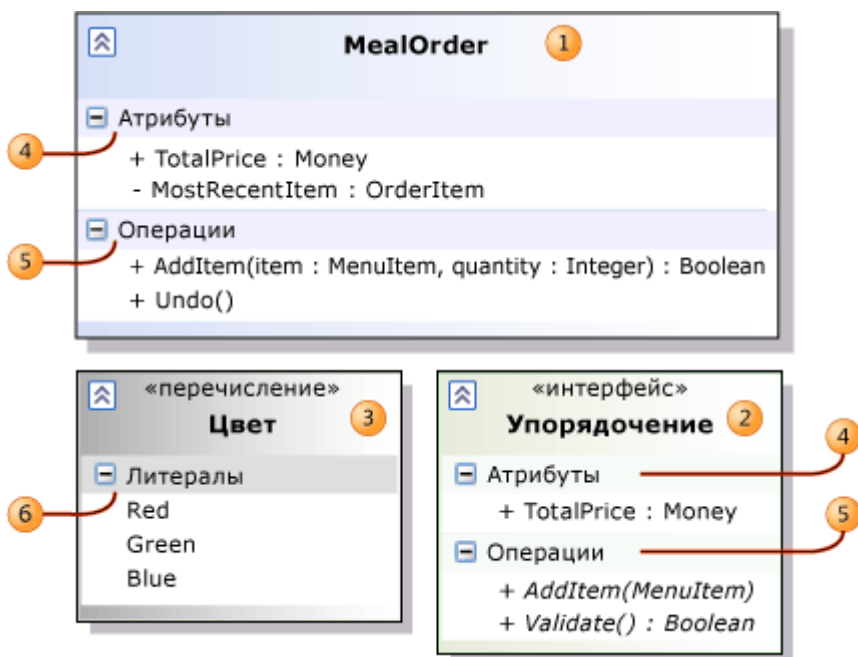 MealOrder 1
Атрибуты
4
+ TotalPrice : Money
- MostRecentItem : OrderItem
Операции
5
+ AddItem(item : MenuItem, quantity : Integer) : Boolean
+ Undo()
«перечисление»
Цвет 3
Литералы
6
Red
Green
Blue
«интерфейс»
Упорядочение 2
4
Атрибуты
+ TotalPrice : Money
5
Операции
+ AddItem(MenuItem)
+ Validate() : Boolean